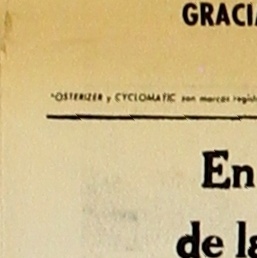 GRACIA
*OSTERIZER y CYCLOMATIC son marcas regist
En
de la